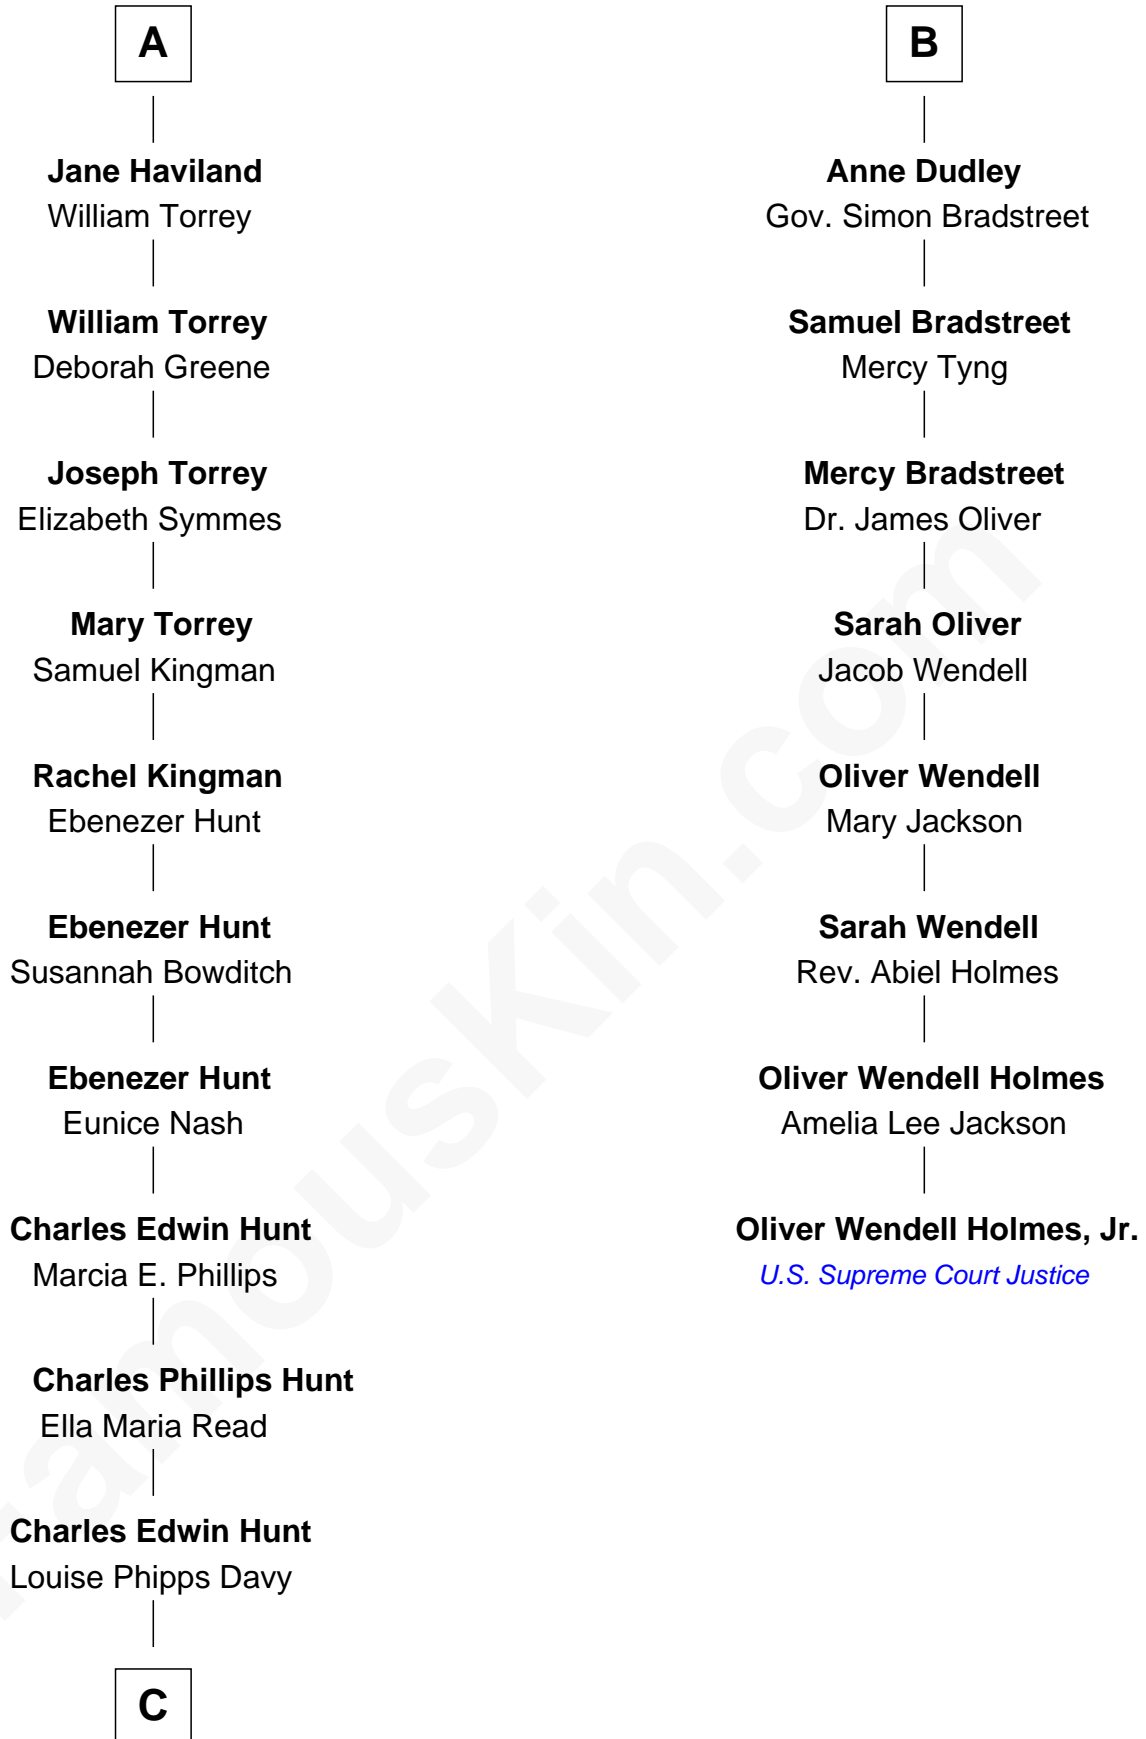 A
Jane Haviland
William Torrey
William Torrey
Deborah Greene
Joseph Torrey
Elizabeth Symmes
Mary Torrey
Samuel Kingman
Rachel Kingman
Ebenezer Hunt
Ebenezer Hunt
Susannah Bowditch
Ebenezer Hunt
Eunice Nash
Charles Edwin Hunt
Marcia E. Phillips
Charles Phillips Hunt
Ella Maria Read
Charles Edwin Hunt
Louise Phipps Davy
C
B
Anne Dudley
Gov. Simon Bradstreet
Samuel Bradstreet
Mercy Tyng
Mercy Bradstreet
Dr. James Oliver
Sarah Oliver
Jacob Wendell
Oliver Wendell
Mary Jackson
Sarah Wendell
Rev. Abiel Holmes
Oliver Wendell Holmes
Amelia Lee Jackson
Oliver Wendell Holmes, Jr.
U.S. Supreme Court Justice
FamousKin.com